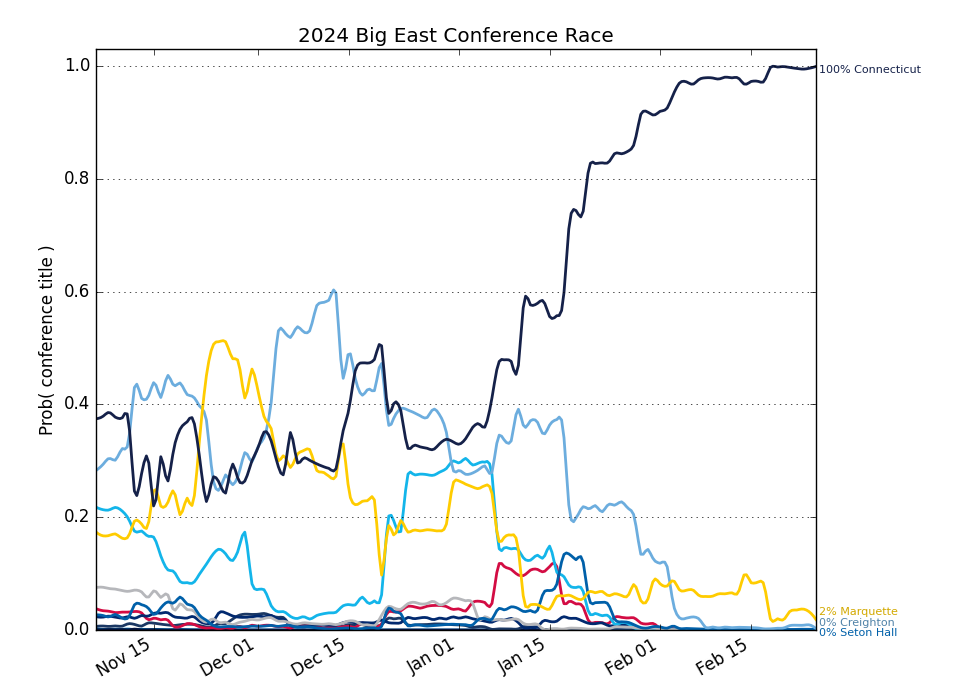 2024 Big East Conference Race
1.0
0.8
0.6
0.4
0.2
0.0
Prob( conference title )
100% Connecticut
2% Marquette
0% Creighton
0% Seton Hall
Nov 15
Dec 01
Dec 15
Jan 01
Jan 15
Feb 01
Feb 15